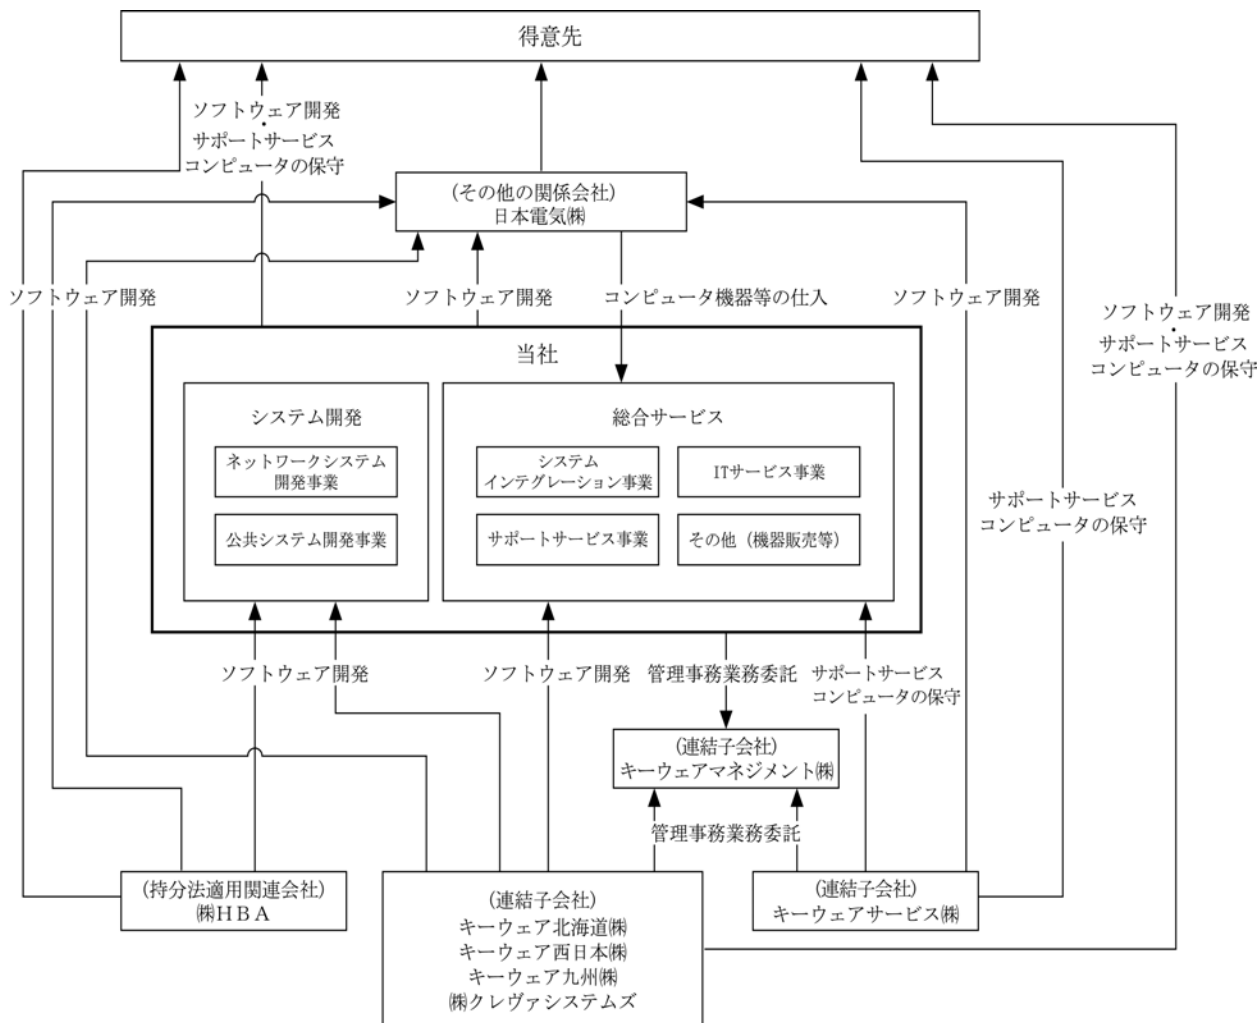 得意先
ソフトウェア開発
・
サポートサービス
コンピュータの保守
(その他の関係会社)
日本電気㈱
ソフトウェア開発
ソフトウェア開発
コンピュータ機器等の仕入
ソフトウェア開発
ソフトウェア開発
・
サポートサービス
コンピュータの保守
当社
システム開発
ネットワークシステム
開発事業
公共システム開発事業
総合サービス
システム
インテグレーション事業
ITサービス事業
サポートサービス事業
その他（機器販売等）
サポートサービス
コンピュータの保守
ソフトウェア開発
ソフトウェア開発
管理事務業務委託
サポートサービス
コンピュータの保守
(連結子会社)
キーウェアマネジメント㈱
管理事務業務委託
(持分法適用関連会社)
㈱ＨＢＡ
(連結子会社)
キーウェア北海道㈱
キーウェア西日本㈱
キーウェア九州㈱
㈱クレヴァシステムズ
(連結子会社)
キーウェアサービス㈱